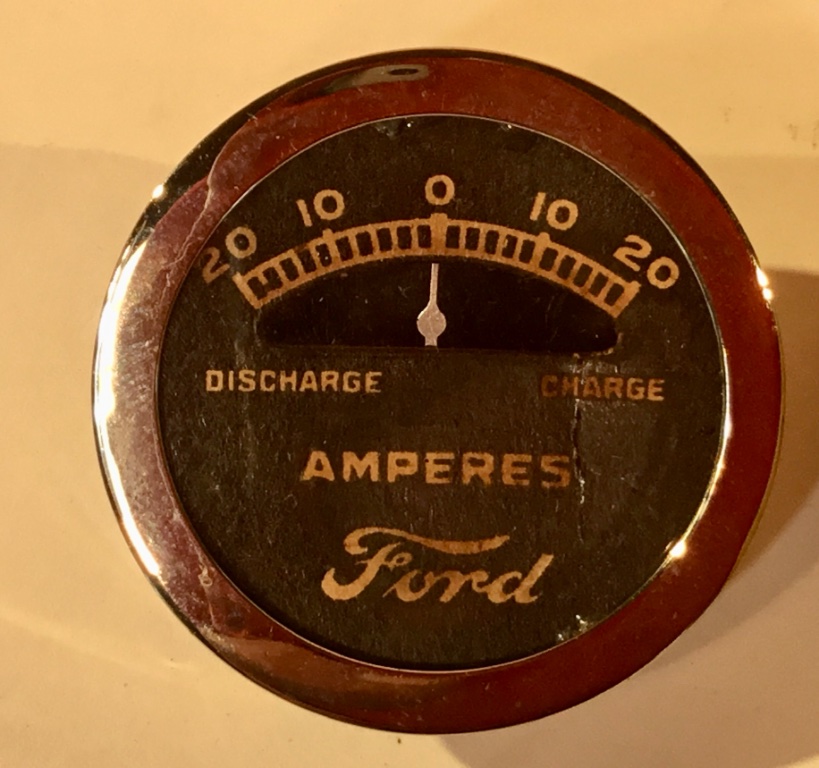 20 10 0 10 20
DISCHARGE CHARGE
AMPERES
Ford